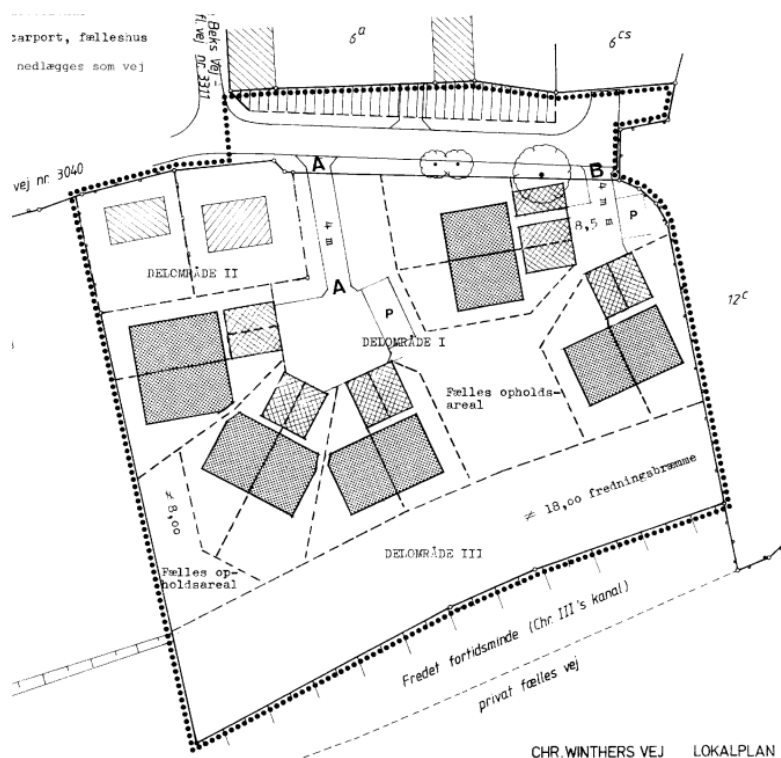 carport, fælleshus
nedlægges som vej
Beks Vej -
fl. vej nr. 3311
6a
6cs
vej nr. 3040
A
B
4 m
4 m
8,5 m
P
DELOMRÅDE II
A
P
12c
DELOMRÅDE I
Fælles opholds-
areal
≠ 8,00
≠ 18,00 fredningsbræmme
DELOMRÅDE III
Fælles op-
holdsareal
Fredet fortidsminde (Chr. III's kanal)
privat fælles vej
CHR. WINTHERS VEJ LOKALPLAN